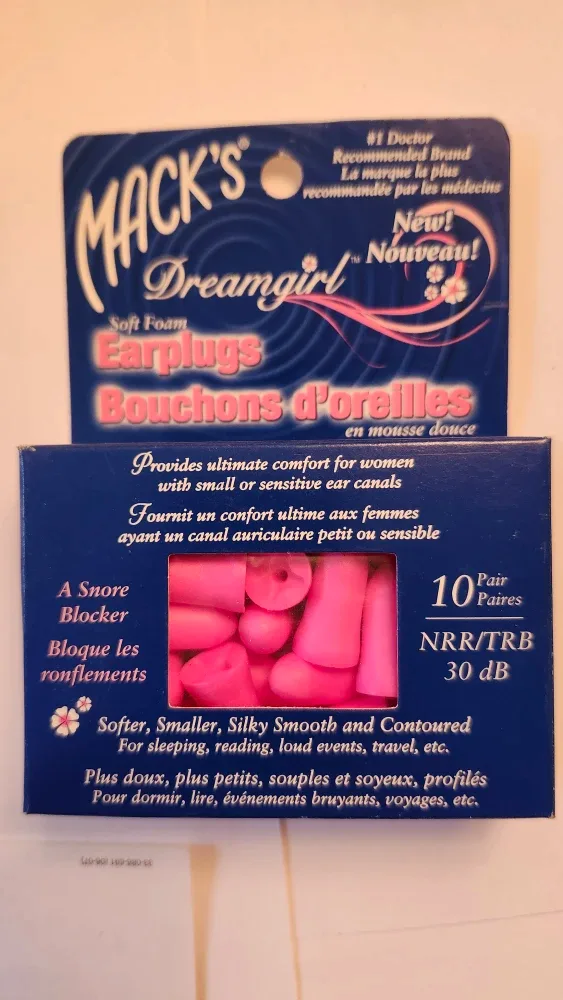 MACK'S®
#1 Doctor
Recommended Brand
La marque la plus
recommandée par les médecins
New!
Nouveau!
Dreamgirl™
Soft Foam
Earplugs
Bouchons d'oreilles
en mousse douce
Provides ultimate comfort for women
with small or sensitive ear canals
Fournit un confort ultime aux femmes
ayant un canal auriculaire petit ou sensible
A Snore
Blocker
Bloque les
ronflements
10 Pair
Paires
NRR/TRB
30 dB
Softer, Smaller, Silky Smooth and Contoured
For sleeping, reading, loud events, travel, etc.
Plus doux, plus petits, souples et soyeux, profilés
Pour dormir, lire, événements bruyants, voyages, etc.